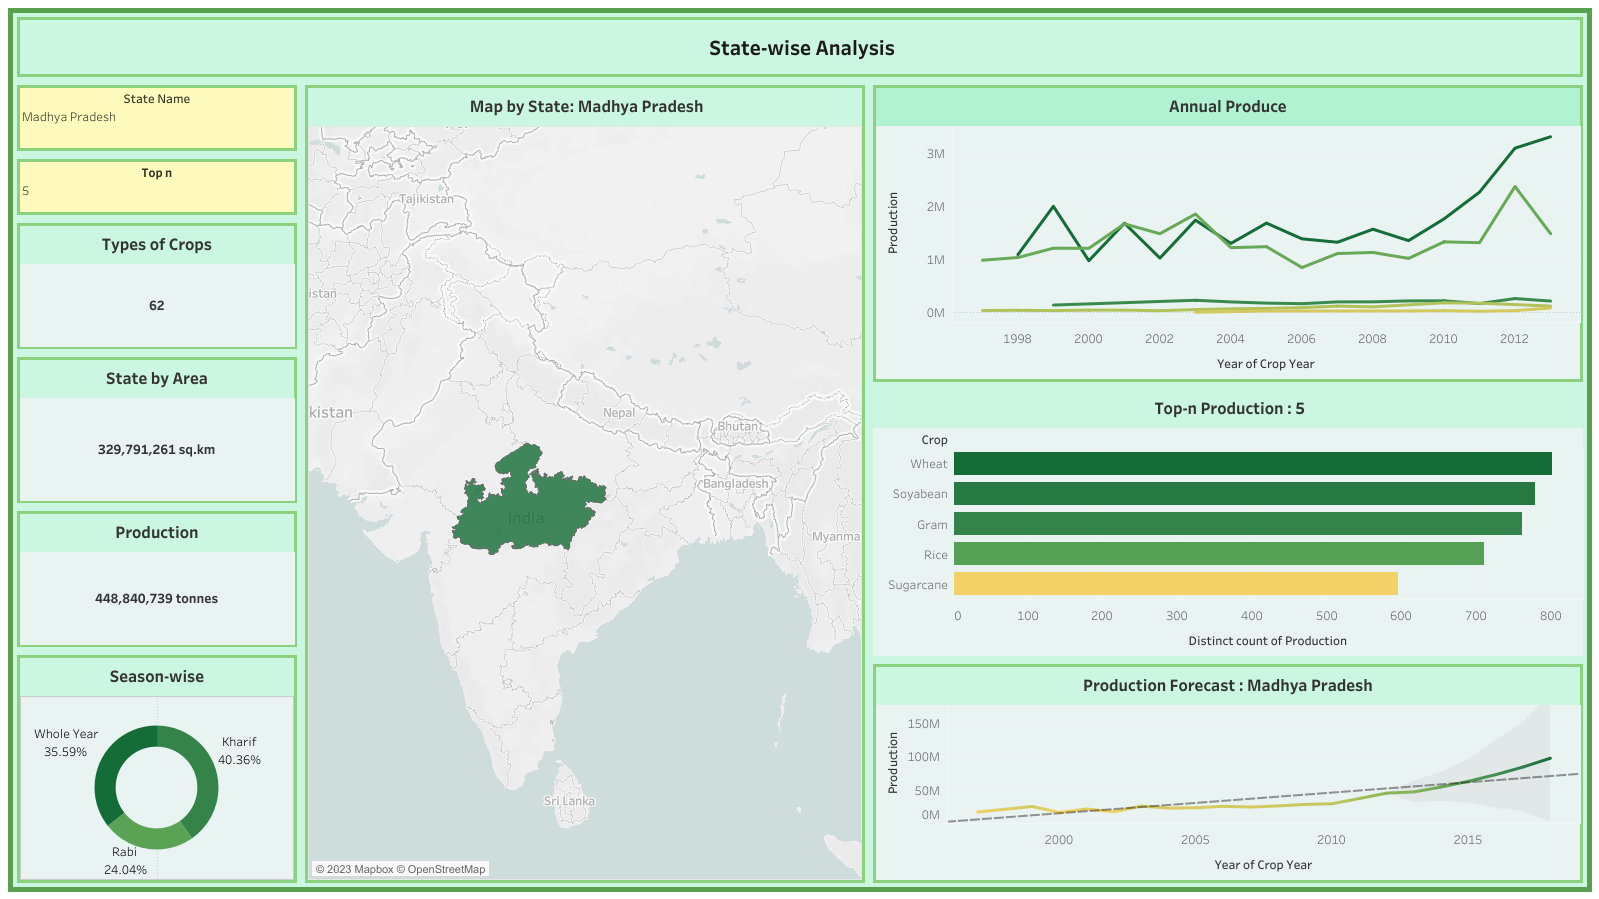 State-wise Analysis
State Name
Madhya Pradesh
Top n
5
Types of Crops
62
State by Area
329,791,261 sq.km
Production
448,840,739 tonnes
Season-wise
Whole Year
35.59%
Kharif
40.36%
Rabi
24.04%
Map by State: Madhya Pradesh
Tajikistan
istan
kistan
Nepal
Bhutan
Bangladesh
India
Myanma
Sri Lanka
© 2023 Mapbox © OpenStreetMap
Annual Produce
Production
3M
2M
1M
0M
1998 2000 2002 2004 2006 2008 2010 2012
Year of Crop Year
Top-n Production : 5
Crop
Wheat
Soyabean
Gram
Rice
Sugarcane
0 100 200 300 400 500 600 700 800
Distinct count of Production
Production Forecast : Madhya Pradesh
Production
150M
100M
50M
0M
2000 2005 2010 2015
Year of Crop Year